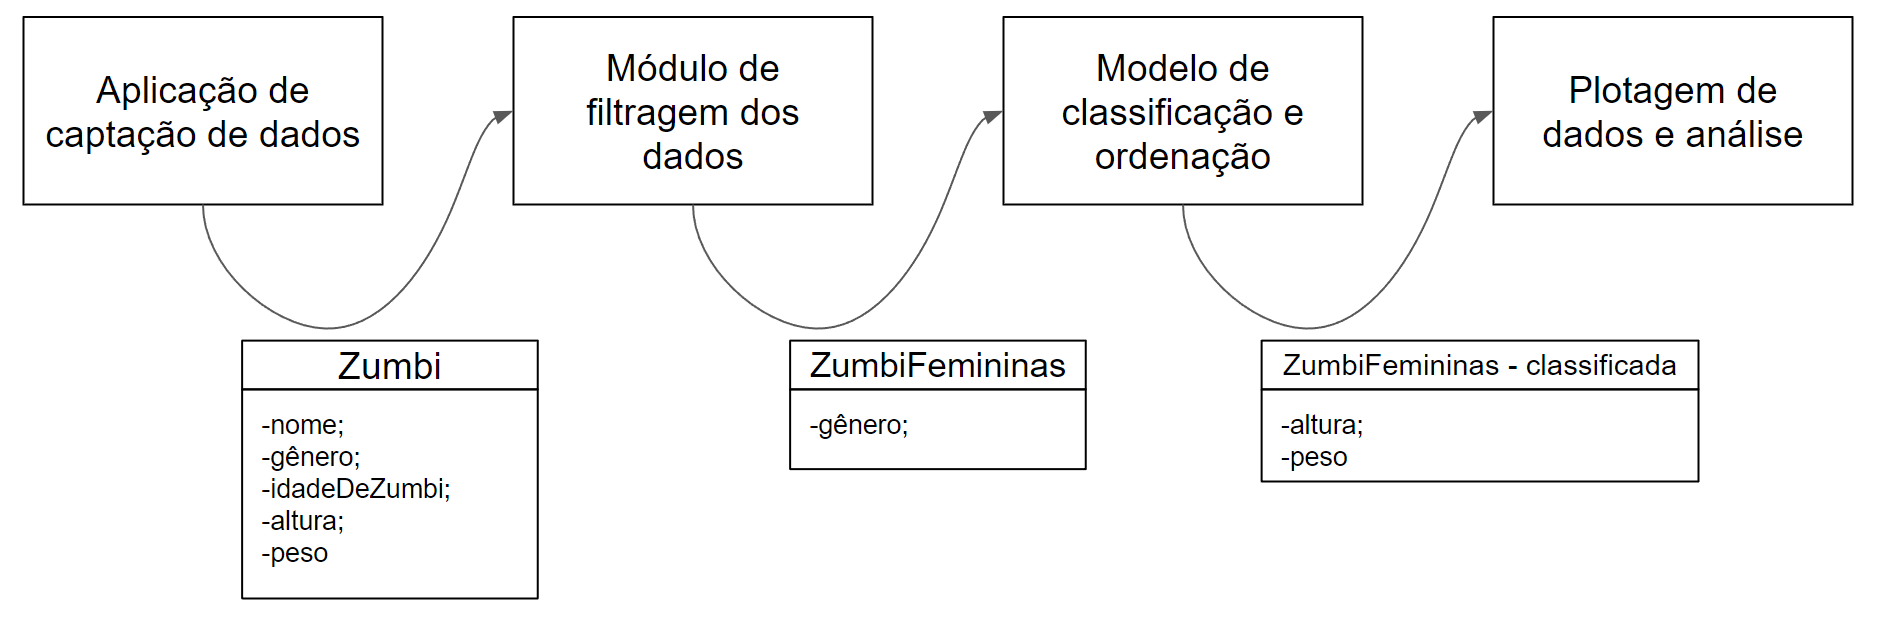 Aplicação de
captação de dados
Módulo de
filtragem dos
dados
Modelo de
classificação e
ordenação
Plotagem de
dados e análise
Zumbi
-nome;
-gênero;
-idadeDeZumbi;
-altura;
-peso
ZumbiFemininas
-gênero;
ZumbiFemininas - classificada
-altura;
-peso